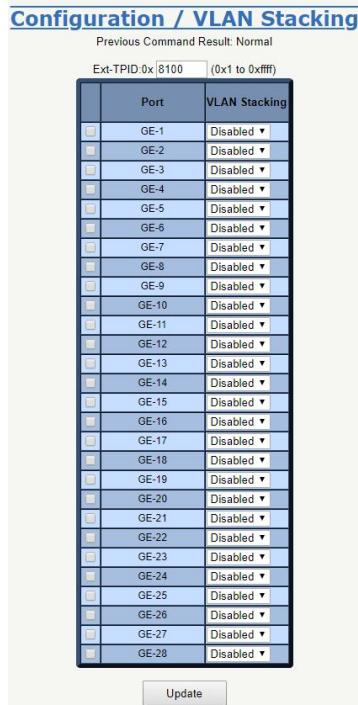 Configuration / VLAN Stacking
Previous Command Result: Normal
Ext-TPID:0x 8100 (0x1 to 0xffff)
Port VLAN Stacking
GE-1 Disabled
GE-2 Disabled
GE-3 Disabled
GE-4 Disabled
GE-5 Disabled
GE-6 Disabled
GE-7 Disabled
GE-8 Disabled
GE-9 Disabled
GE-10 Disabled
GE-11 Disabled
GE-12 Disabled
GE-13 Disabled
GE-14 Disabled
GE-15 Disabled
GE-16 Disabled
GE-17 Disabled
GE-18 Disabled
GE-19 Disabled
GE-20 Disabled
GE-21 Disabled
GE-22 Disabled
GE-23 Disabled
GE-24 Disabled
GE-25 Disabled
GE-26 Disabled
GE-27 Disabled
GE-28 Disabled
Update